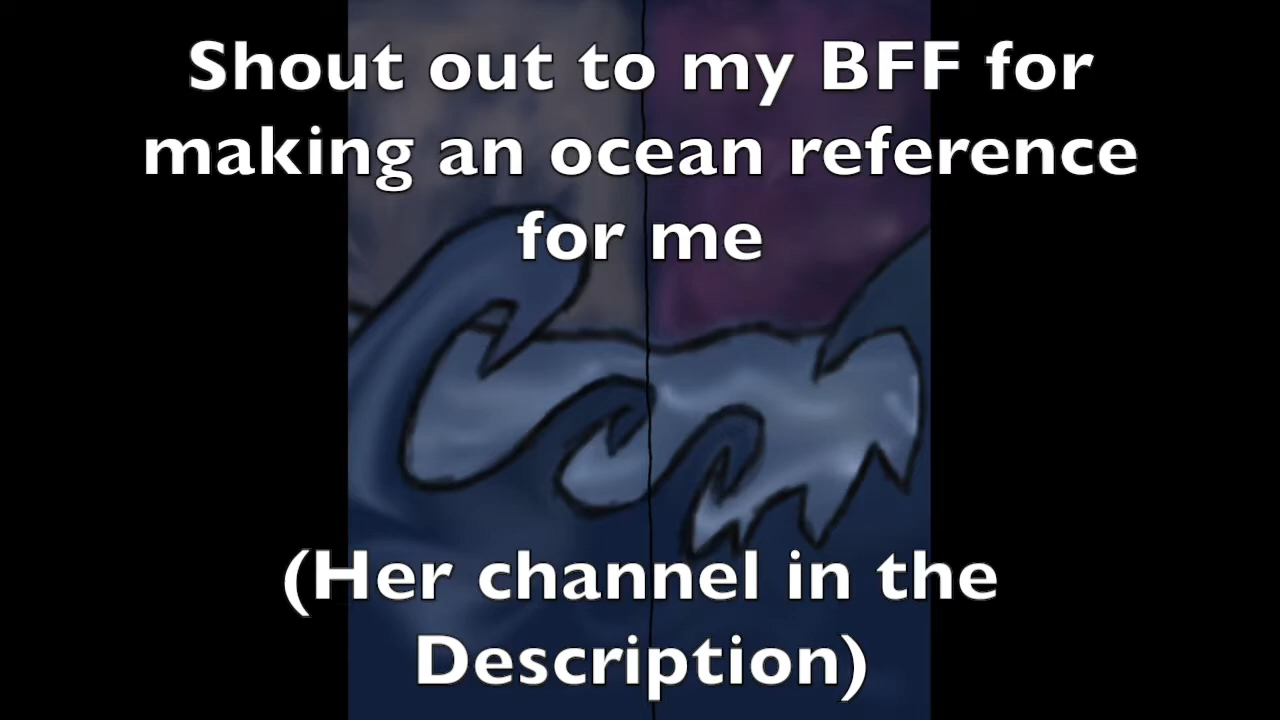 Shout out to my BFF for
making an ocean reference
for me
(Her channel in the
Description)